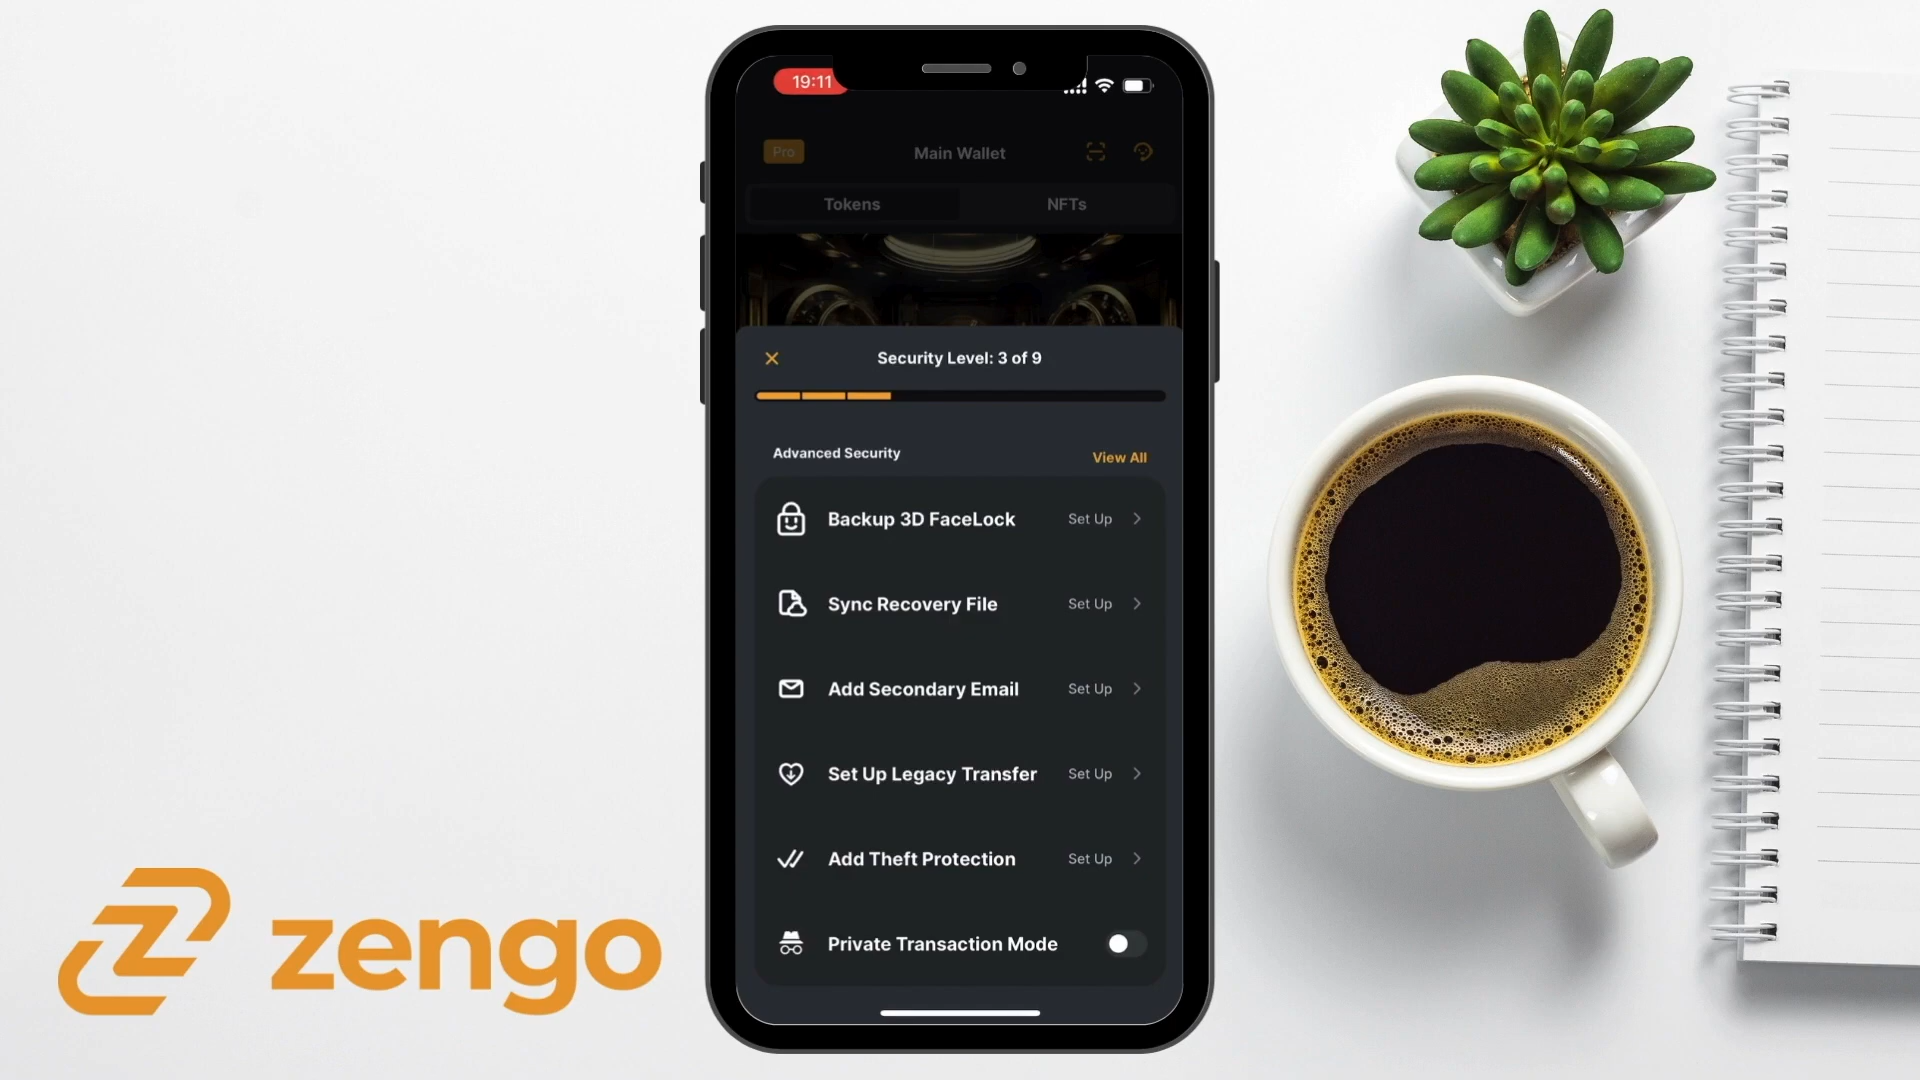 19:11
Pro
Main Wallet
Tokens
NFTs
Security Level: 3 of 9
Advanced Security
View All
Backup 3D FaceLock
Set Up
Sync Recovery File
Set Up
Add Secondary Email
Set Up
Set Up Legacy Transfer
Set Up
Add Theft Protection
Set Up
Private Transaction Mode
zengo